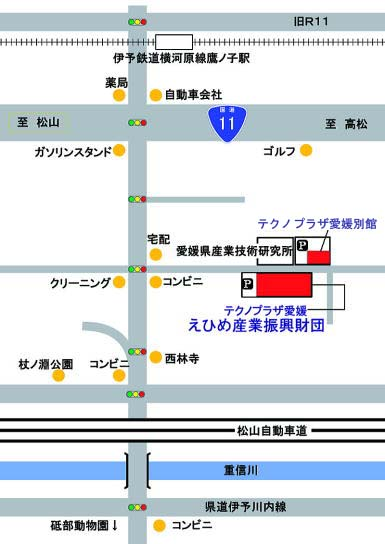 旧R11
伊予鉄道横河原線鷹ノ子駅
薬局
自動車会社
至 松山
国道
11
至 高松
ガソリンスタンド
ゴルフ
テクノプラザ愛媛別館
宅配
愛媛県産業技術研究所
P
クリーニング
コンビニ
P
テクノプラザ愛媛
えひめ産業振興財団
杖ノ淵公園
コンビニ
西林寺
松山自動車道
重信川
県道伊予川内線
砥部動物園↓
コンビニ